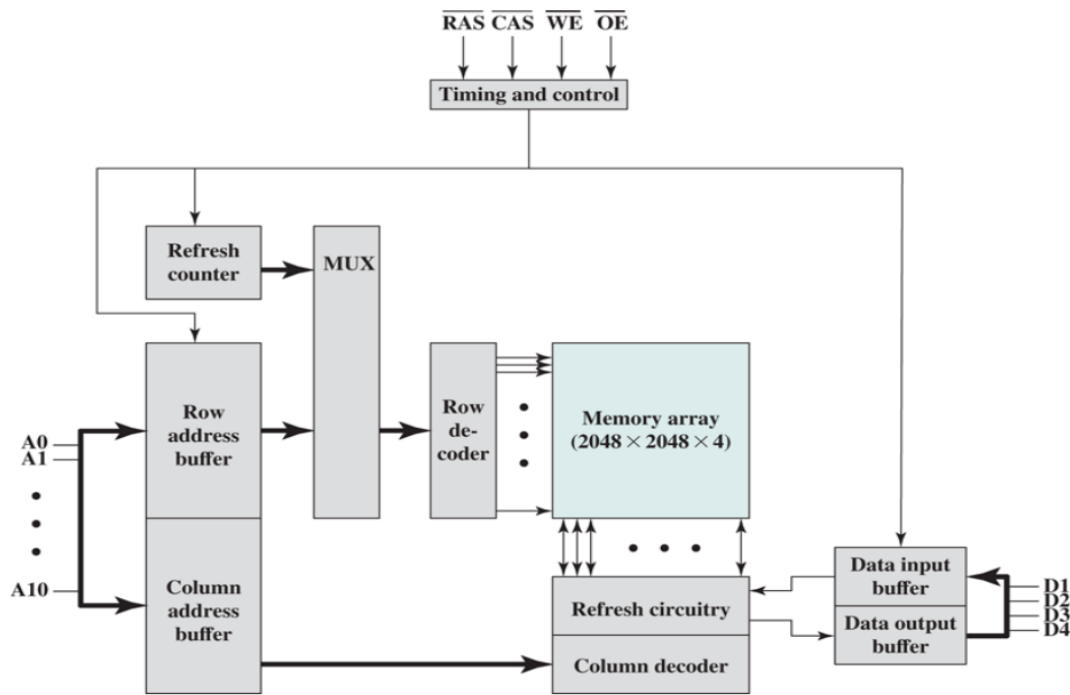 RAS CAS WE OE
Timing and control
Refresh
counter
MUX
Row
address
buffer
Row
de-
coder
Memory array
(2048 × 2048 × 4)
A0
A1
A10
Column
address
buffer
Refresh circuitry
Column decoder
Data input
buffer
Data output
buffer
D1
D2
D3
D4